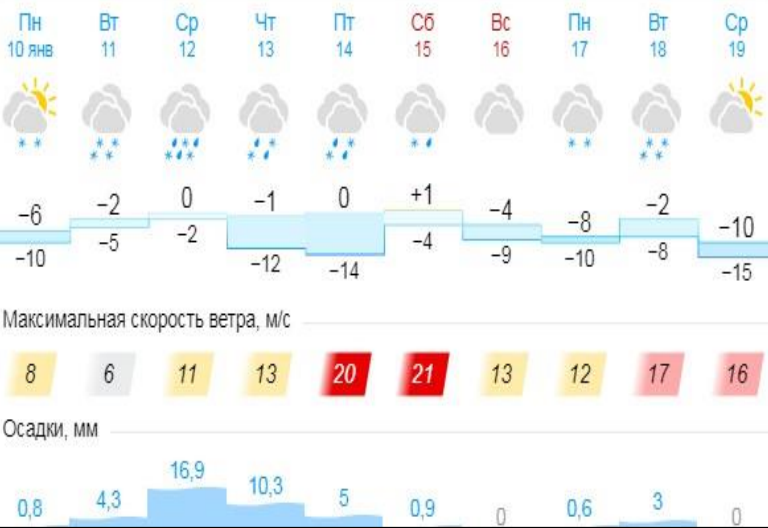 Пн Вт Ср Чт Пт Сб Вс Пн Вт Ср
10 янв 11 12 13 14 15 16 17 18 19
−6 −2 0 −1 0 +1 −4 −8 −2 −10
−10 −5 −2 −12 −14 −4 −9 −10 −8 −15
Максимальная скорость ветра, м/с
8 6 11 13 20 21 13 12 17 16
Осадки, мм
0,8 4,3 16,9 10,3 5 0,9 0 0,6 3 0